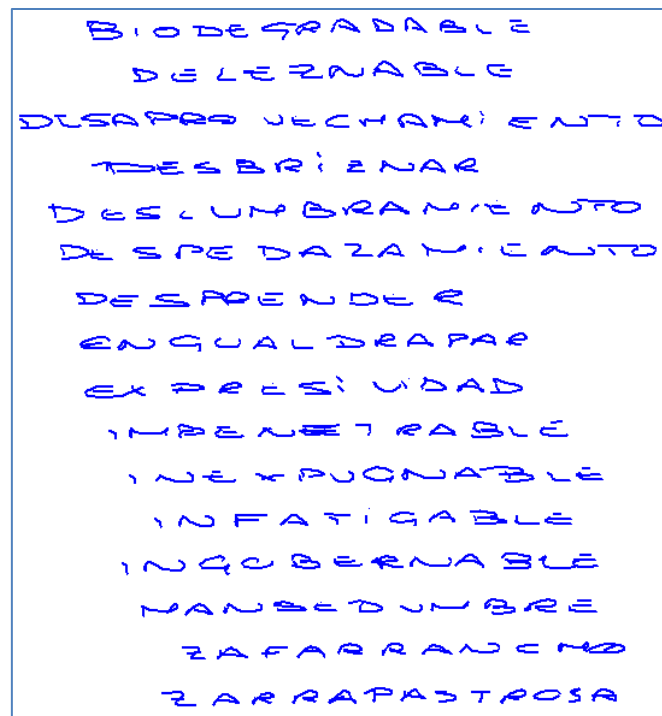 BIODEGRADABLE
DELEZNABLE
DESAPROVECHAMIENTO
DESBRIZNAR
DESLUMBRAMIENTO
DESPEDAZAMIENTO
DESPRENDER
ENGUALDRAPAR
EXPRESIVIDAD
IMPENETRABLE
INEXPUGNABLE
INFATIGABLE
INGOBERNABLE
MANSEDUMBRE
ZAFARRANCHO
ZARRAPASTROSA